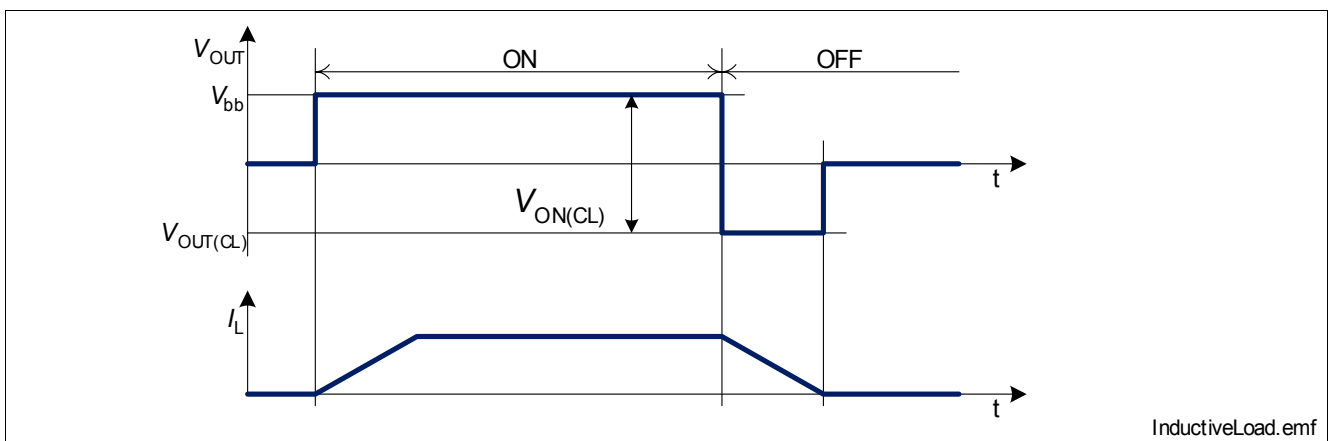 VOUT
ON
OFF
Vbb
t
VON(CL)
VOUT(CL)
IL
t
InductiveLoad.emf